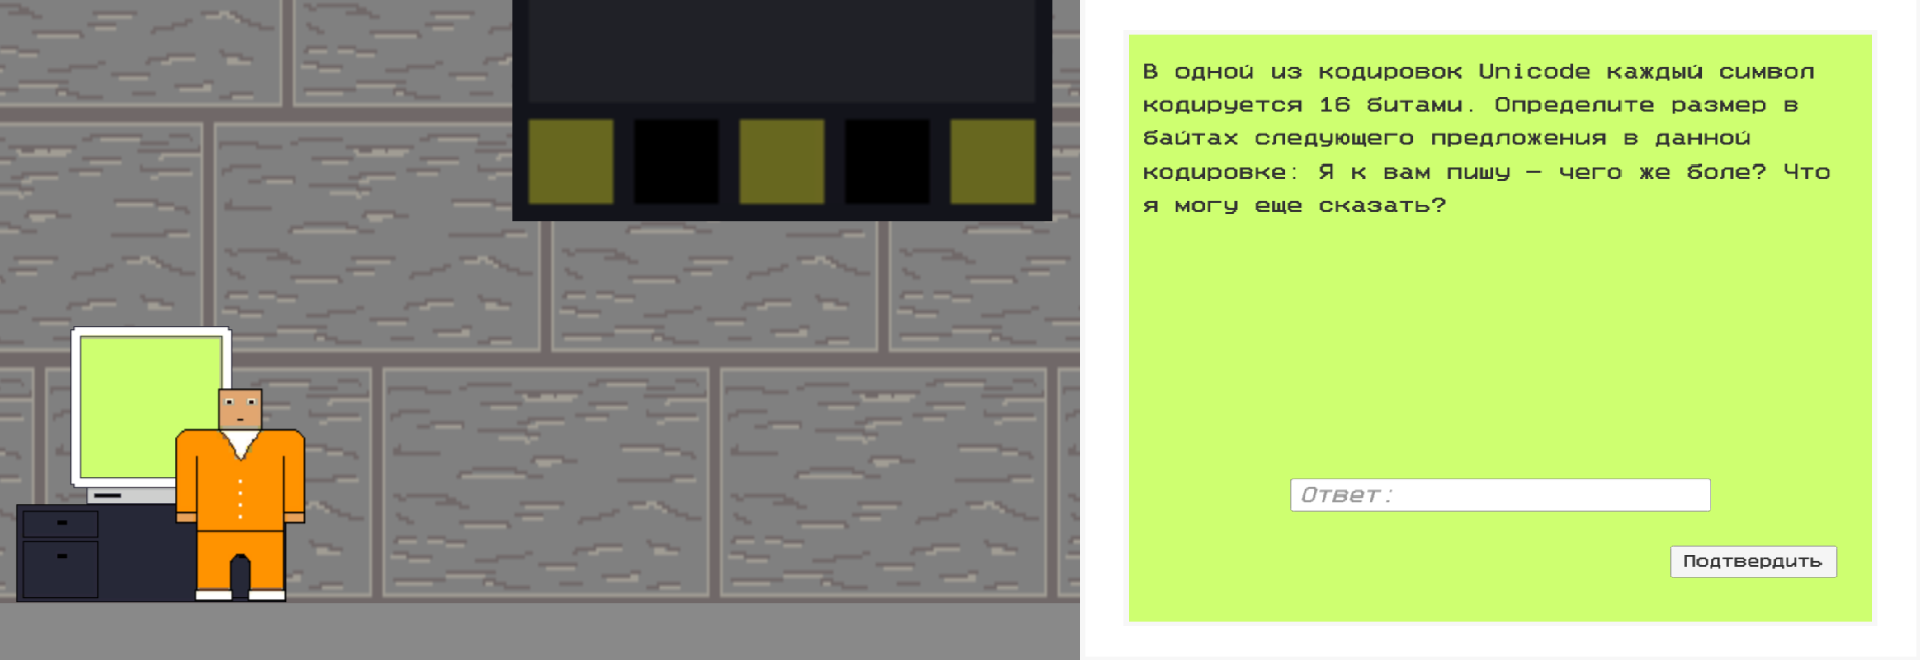 В одной из кодировок Unicode каждый символ
кодируется 16 битами. Определите размер в
байтах следующего предложения в данной
кодировке: Я к вам пишу — чего же боле? Что
я могу еще сказать?
Ответ:
Подтвердить